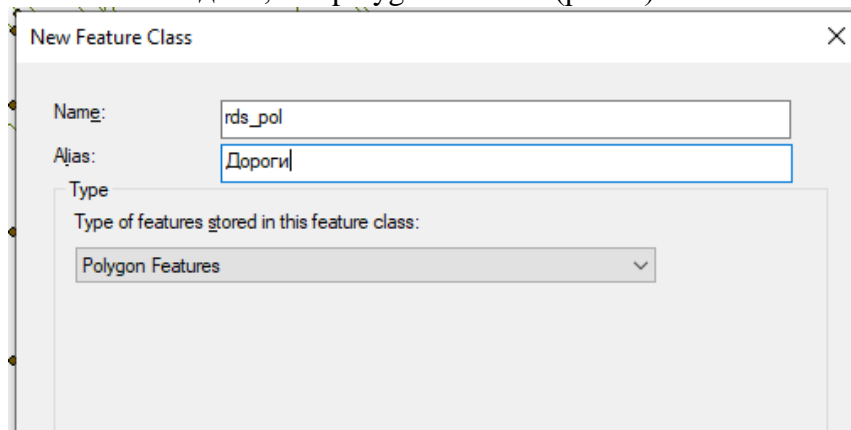 New Feature Class
Name:
rds_pol
Alias:
Дороги
Type
Type of features stored in this feature class:
Polygon Features